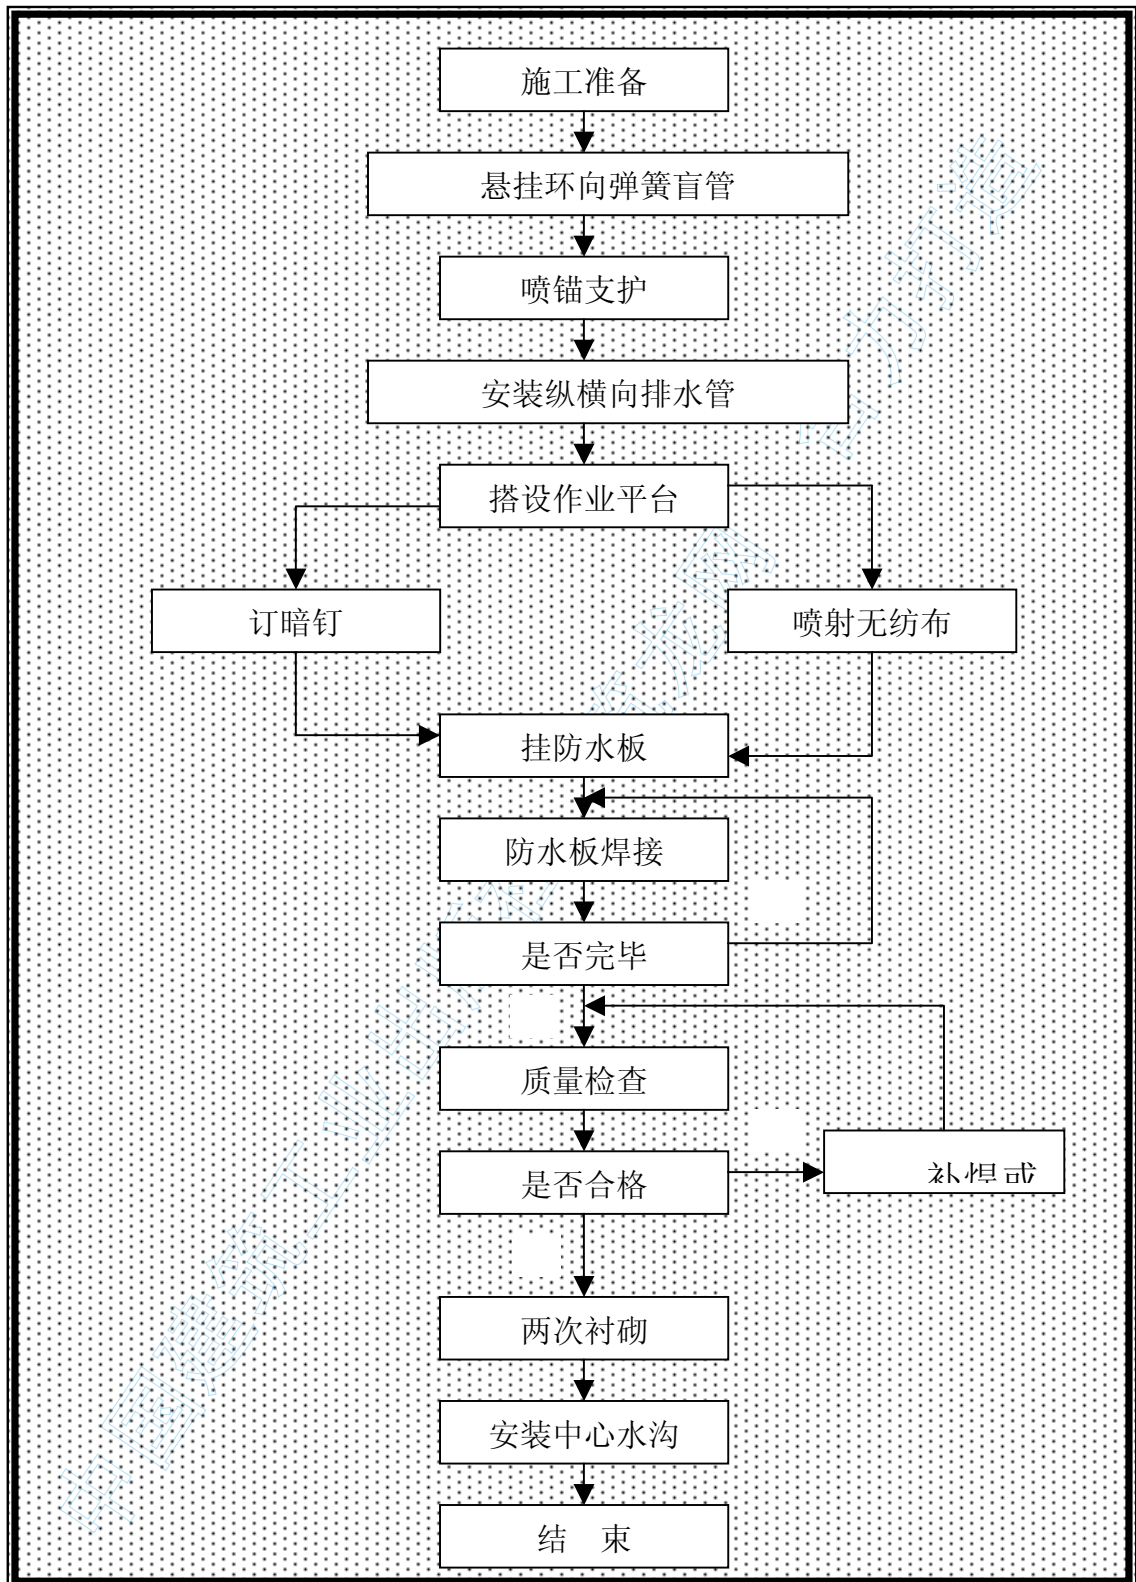 施工准备
悬挂环向弹簧盲管
喷锚支护
安装纵横向排水管
搭设作业平台
订暗钉
喷射无纺布
挂防水板
防水板焊接
是否完毕
质量检查
是否合格
补焊或
两次衬砌
安装中心水沟
结 束